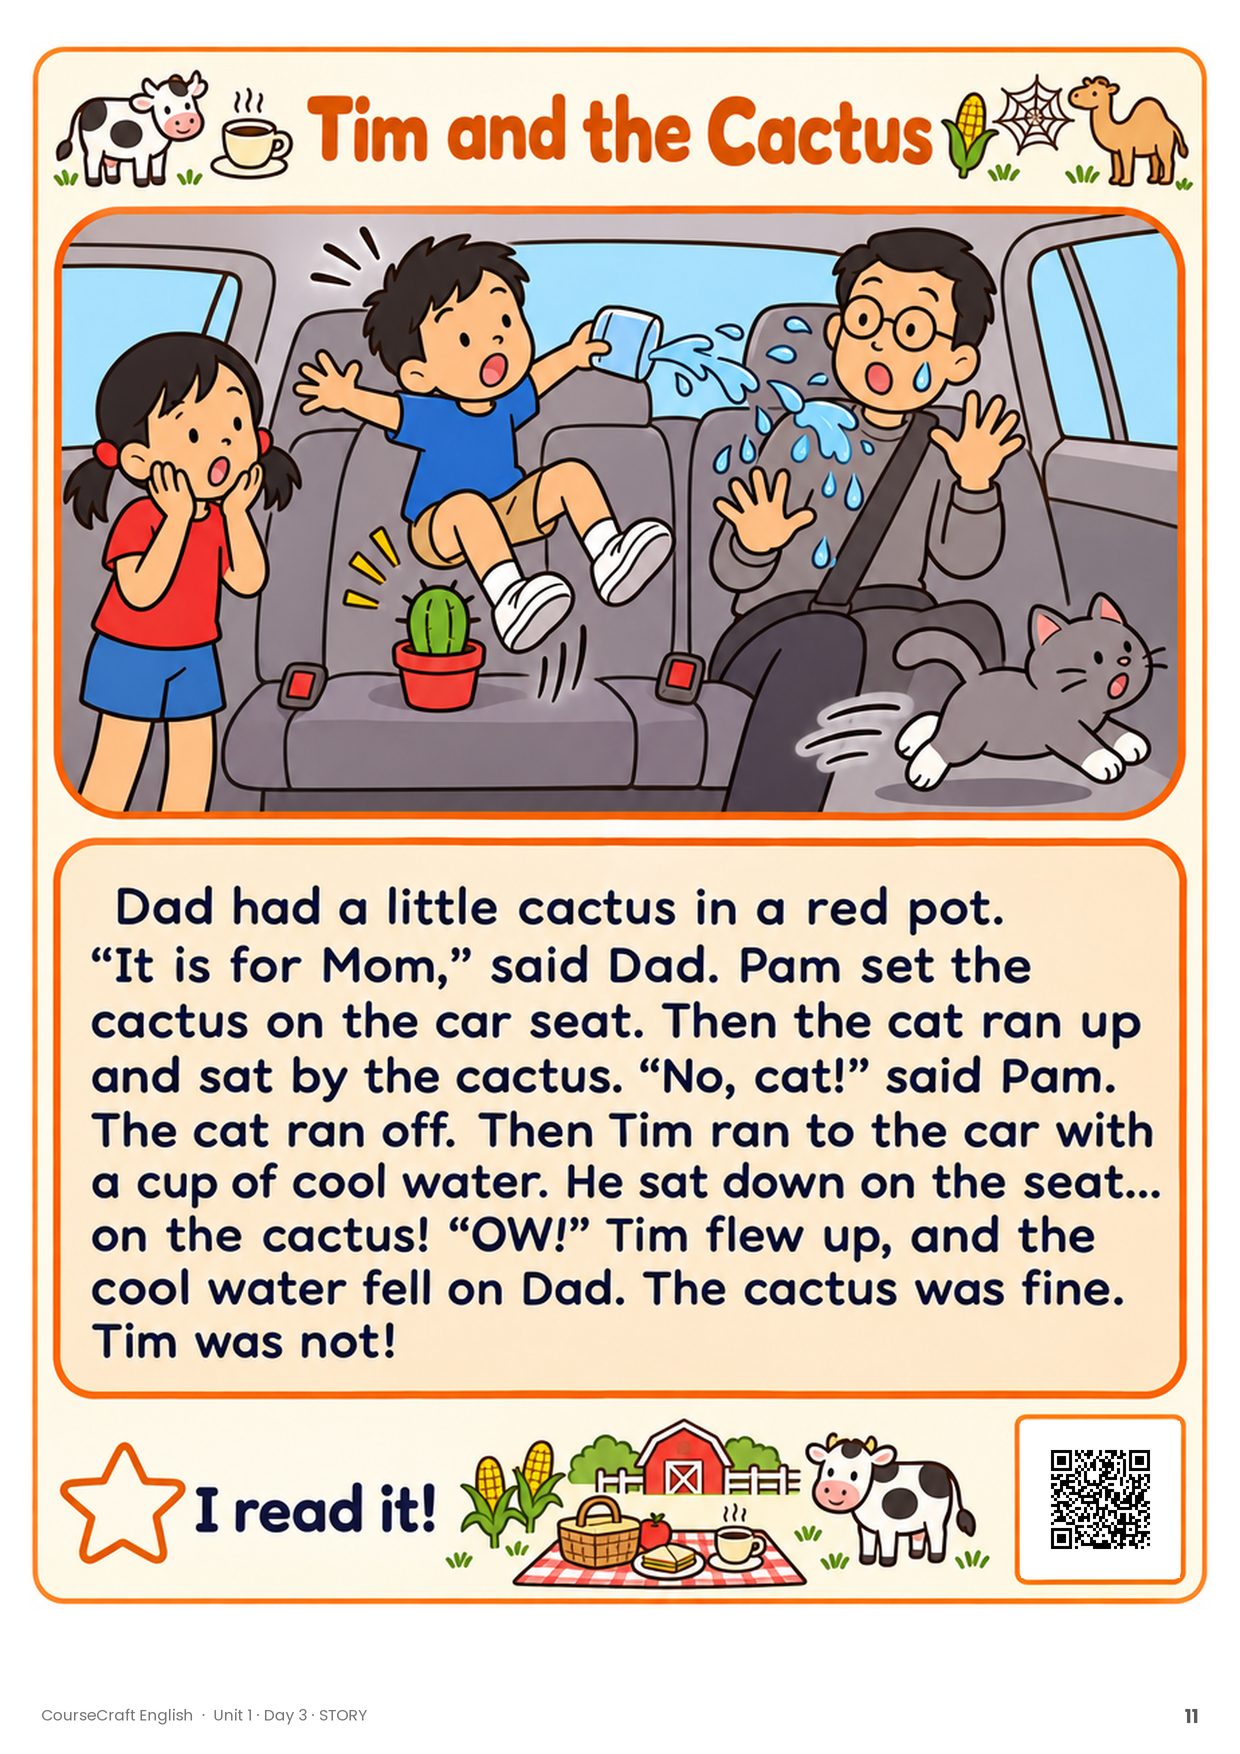 Tim and the Cactus
Dad had a little cactus in a red pot.
“It is for Mom,” said Dad. Pam set the
cactus on the car seat. Then the cat ran up
and sat by the cactus. “No, cat!” said Pam.
The cat ran off. Then Tim ran to the car with
a cup of cool water. He sat down on the seat...
on the cactus! “OW!” Tim flew up, and the
cool water fell on Dad. The cactus was fine.
Tim was not!
I read it!
CourseCraft English · Unit 1 · Day 3 · STORY
11